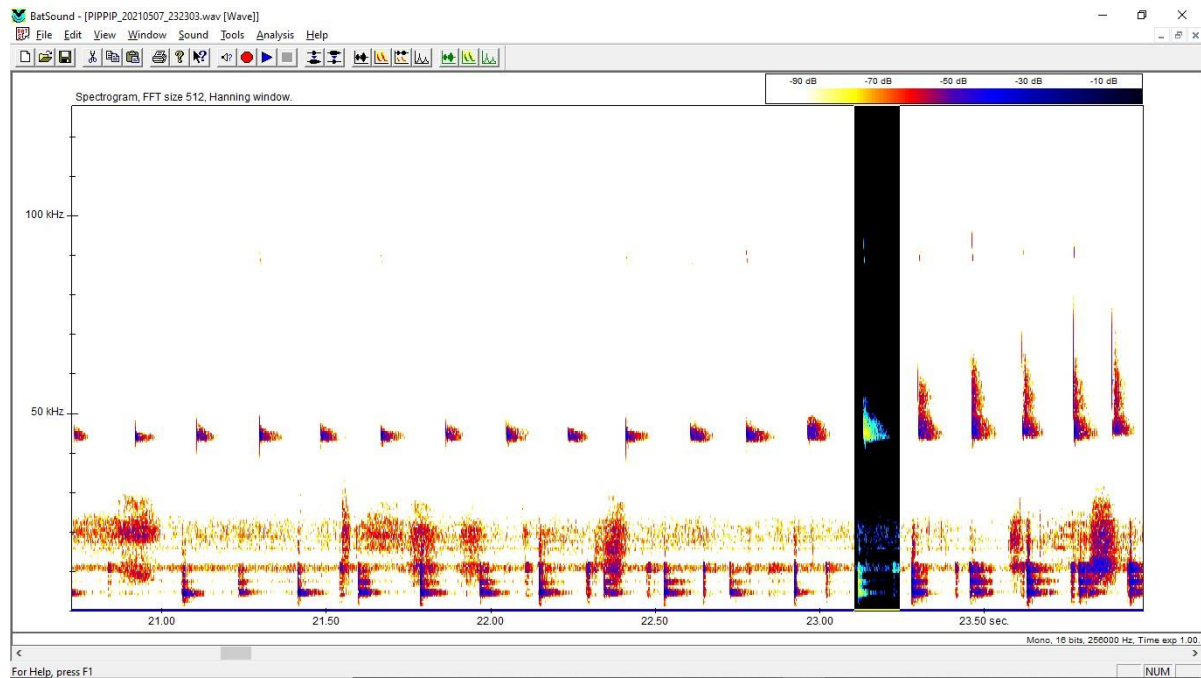 BatSound - [PIPPIP_20210507_232303.wav [Wave]]
File Edit View Window Sound Tools Analysis Help
-90 dB -70 dB -50 dB -30 dB -10 dB
Spectrogram, FFT size 512, Hanning window.
100 kHz
50 kHz
21.00 21.50 22.00 22.50 23.00 23.50 sec.
Mono, 16 bits, 256000 Hz, Time exp 1.00.
For Help, press F1 NUM